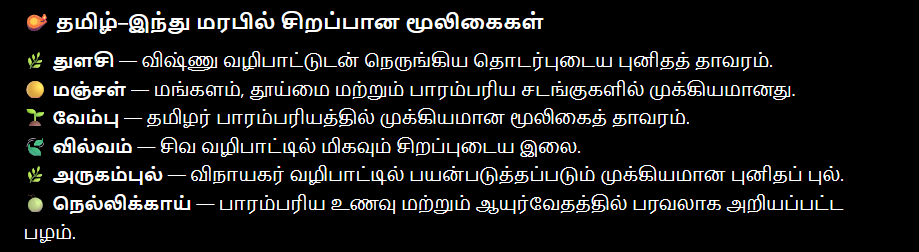 🪔 தமிழ்–இந்து மரபில் சிறப்பான மூலிகைகள்
🌿 துளசி — விஷ்ணு வழிபாட்டுடன் நெருங்கிய தொடர்புடைய புனிதத் தாவரம்.
🟡 மஞ்சள் — மங்களம், தூய்மை மற்றும் பாரம்பரிய சடங்குகளில் முக்கியமானது.
🌱 வேம்பு — தமிழர் பாரம்பரியத்தில் முக்கியமான மூலிகைத் தாவரம்.
🍃 வில்வம் — சிவ வழிபாட்டில் மிகவும் சிறப்புடைய இலை.
🌿 அருகம்புல் — விநாயகர் வழிபாட்டில் பயன்படுத்தப்படும் முக்கியமான புனிதப் புல்.
🍈 நெல்லிக்காய் — பாரம்பரிய உணவு மற்றும் ஆயுர்வேதத்தில் பரவலாக அறியப்பட்ட
பழம்.